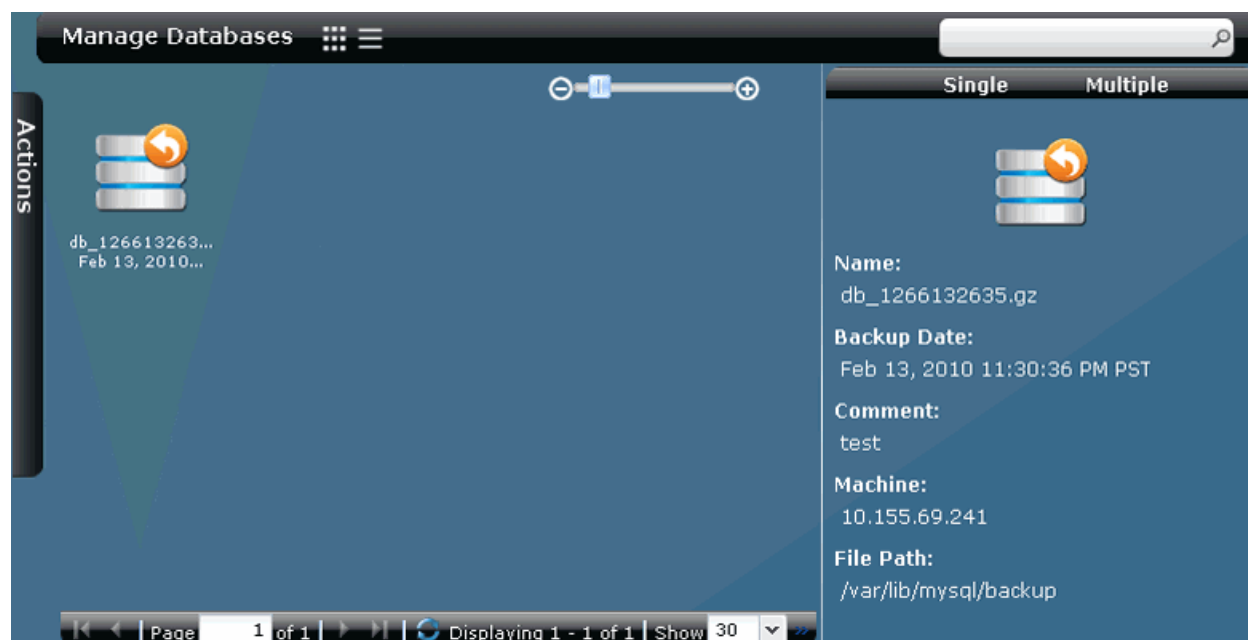 Manage Databases
Single Multiple
Actions
db_126613263...
Feb 13, 2010...
Name:
db_1266132635.gz
Backup Date:
Feb 13, 2010 11:30:36 PM PST
Comment:
test
Machine:
10.155.69.241
File Path:
/var/lib/mysql/backup
Page 1 of 1 Displaying 1 - 1 of 1 Show 30